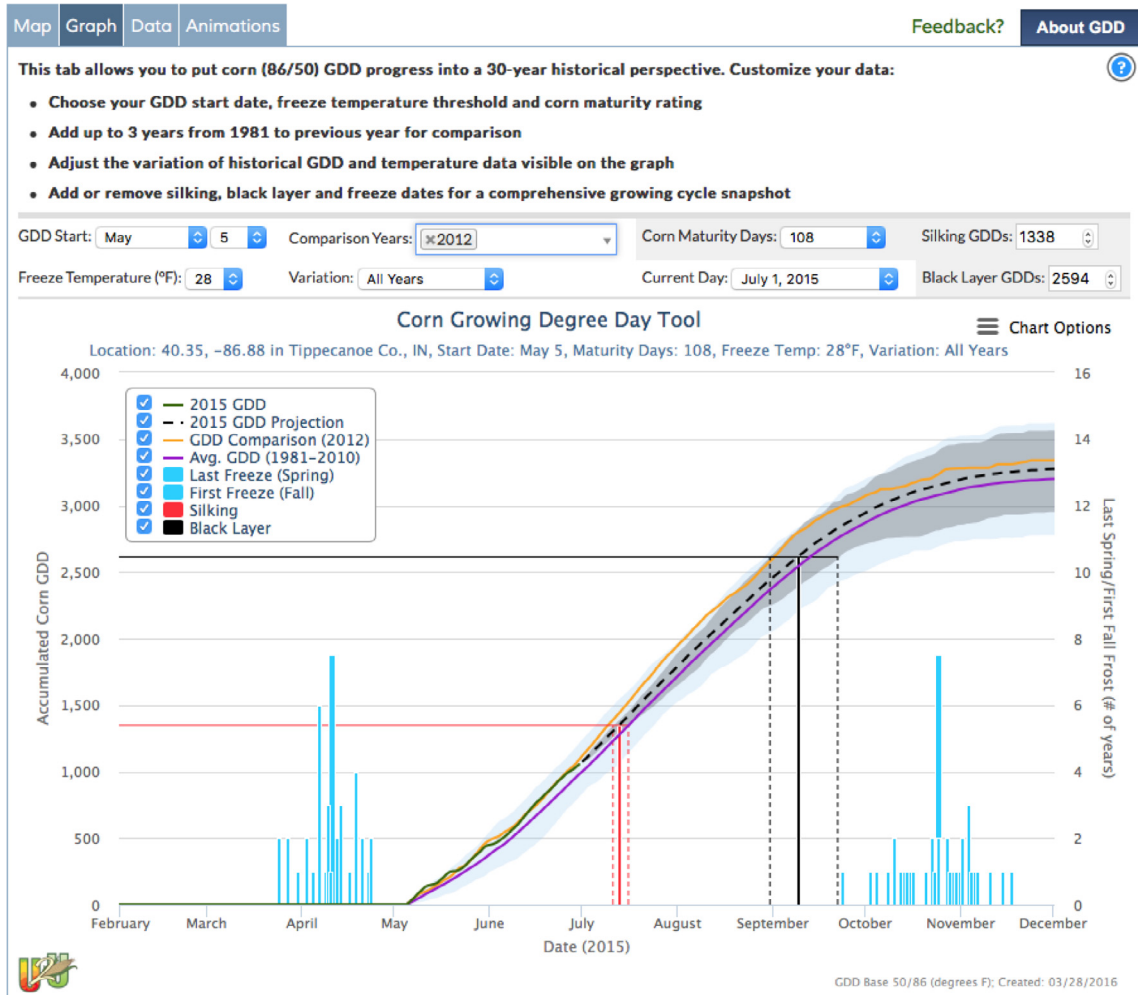 Map Graph Data Animations Feedback? About GDD
This tab allows you to put corn (86/50) GDD progress into a 30-year historical perspective. Customize your data: ?
• Choose your GDD start date, freeze temperature threshold and corn maturity rating
• Add up to 3 years from 1981 to previous year for comparison
• Adjust the variation of historical GDD and temperature data visible on the graph
• Add or remove silking, black layer and freeze dates for a comprehensive growing cycle snapshot
GDD Start: May 5 Comparison Years: ×2012 Corn Maturity Days: 108 Silking GDDs: 1338
Freeze Temperature (°F): 28 Variation: All Years Current Day: July 1, 2015 Black Layer GDDs: 2594
Corn Growing Degree Day Tool
Chart Options
Location: 40.35, -86.88 in Tippecanoe Co., IN, Start Date: May 5, Maturity Days: 108, Freeze Temp: 28°F, Variation: All Years
4,000
3,500
3,000
2,500
2,000
1,500
1,000
500
0
Accumulated Corn GDD
2015 GDD
2015 GDD Projection
GDD Comparison (2012)
Avg. GDD (1981-2010)
Last Freeze (Spring)
First Freeze (Fall)
Silking
Black Layer
16
14
12
10
8
6
4
2
0
Last Spring/First Fall Frost (# of years)
February March April May June July August September October November December
Date (2015)
U2U
GDD Base 50/86 (degrees F); Created: 03/28/2016